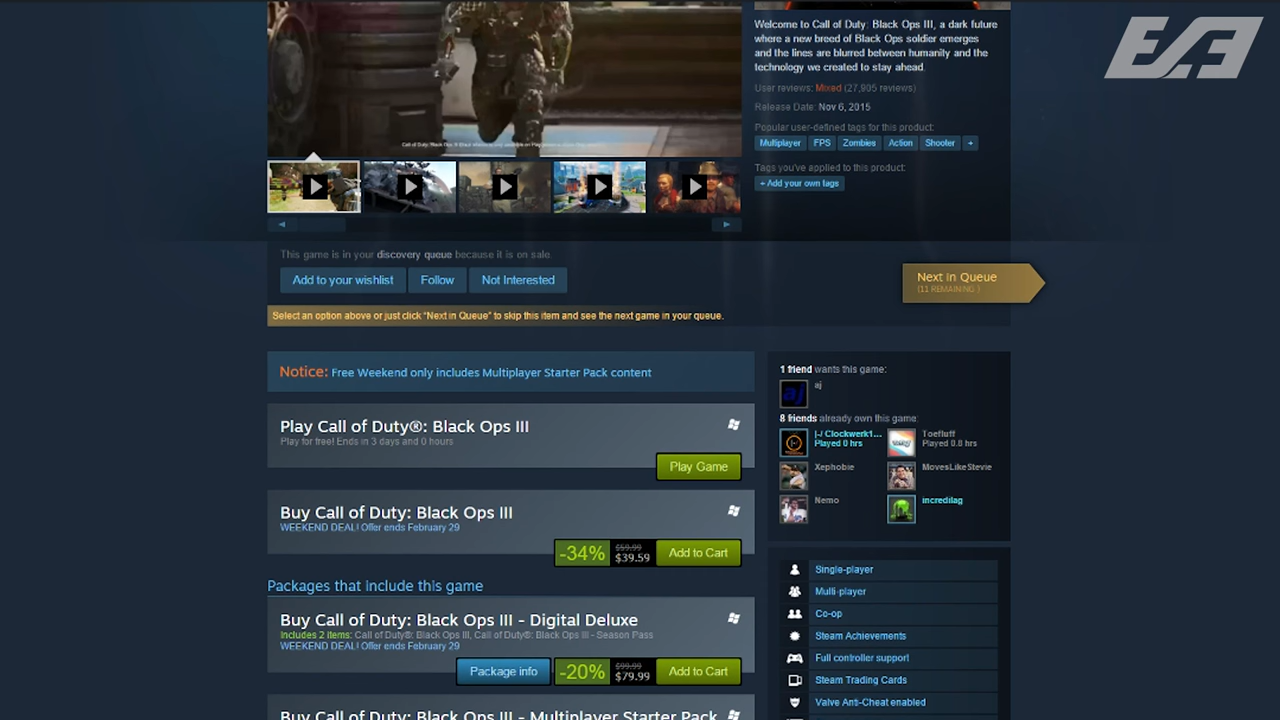 Welcome to Call of Duty: Black Ops III, a dark future
where a new breed of Black Ops soldier emerges
and the lines are blurred between humanity and the
technology we created to stay ahead.
User reviews: Mixed (27,905 reviews)
Release Date: Nov 6, 2015
Popular user-defined tags for this product:
Multiplayer FPS Zombies Action Shooter +
Tags you've applied to this product:
+ Add your own tags
This game is in your discovery queue because it is on sale.
Add to your wishlist Follow Not Interested
Next in Queue
(11 REMAINING )
Select an option above or just click "Next in Queue" to skip this item and see the next game in your queue.
Notice: Free Weekend only includes Multiplayer Starter Pack content
Play Call of Duty®: Black Ops III
Play for free! Ends in 3 days and 0 hours
Play Game
Buy Call of Duty: Black Ops III
WEEKEND DEAL! Offer ends February 29
-34% $59.99 $39.59 Add to Cart
Packages that include this game
Buy Call of Duty: Black Ops III - Digital Deluxe
Includes 2 items: Call of Duty®: Black Ops III, Call of Duty®: Black Ops III - Season Pass
WEEKEND DEAL! Offer ends February 29
Package info -20% $99.99 $79.99 Add to Cart
Buy Call of Duty: Black Ops III - Multiplayer Starter Pack
1 friend wants this game:
aj
8 friends already own this game:
|-/ Clockwerk1...
Played 0 hrs
Toefluff
Played 0.8 hrs
Xephobie
MovesLikeStevie
Nemo
incredilag
Single-player
Multi-player
Co-op
Steam Achievements
Full controller support
Steam Trading Cards
Valve Anti-Cheat enabled